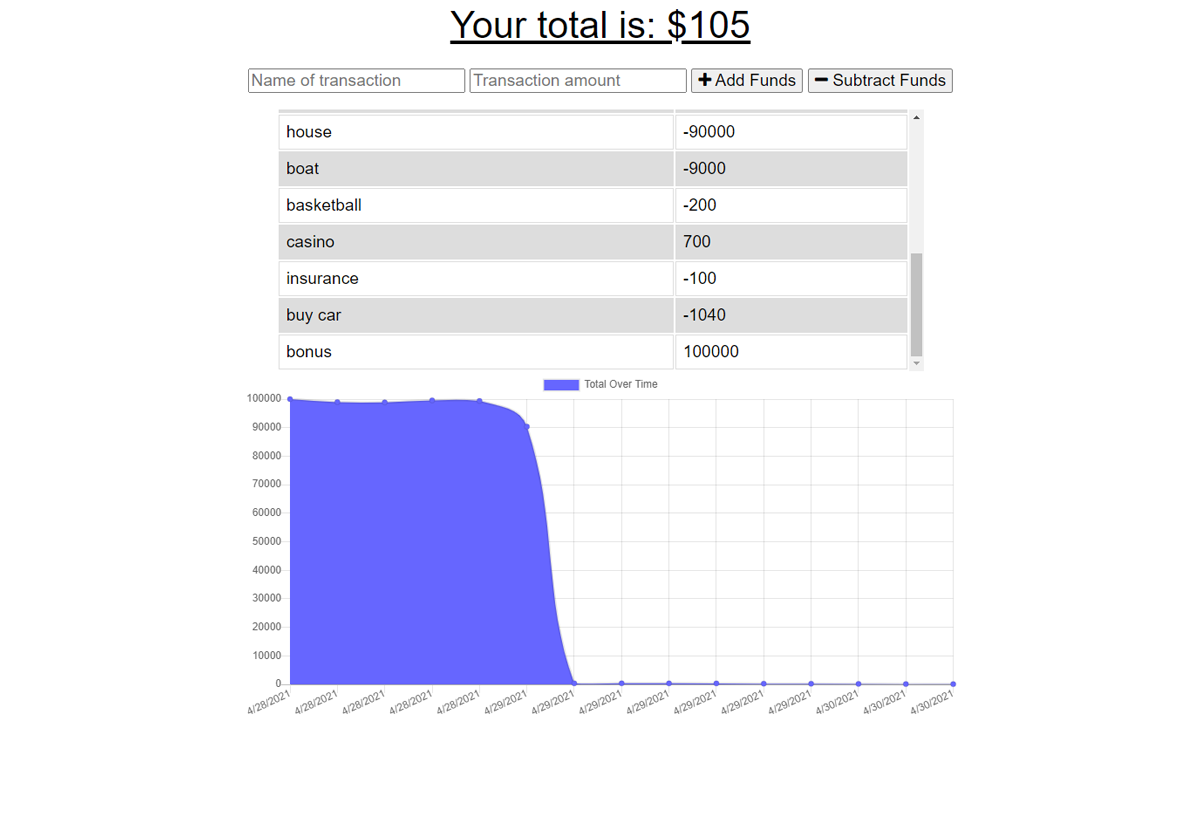 Your total is: $105
Name of transaction Transaction amount Add Funds Subtract Funds
house -90000
boat -9000
basketball -200
casino 700
insurance -100
buy car -1040
bonus 100000
Total Over Time
100000
90000
80000
70000
60000
50000
40000
30000
20000
10000
0
4/28/2021 4/28/2021 4/28/2021 4/28/2021 4/28/2021 4/29/2021 4/29/2021 4/29/2021 4/29/2021 4/29/2021 4/29/2021 4/29/2021 4/30/2021 4/30/2021 4/30/2021